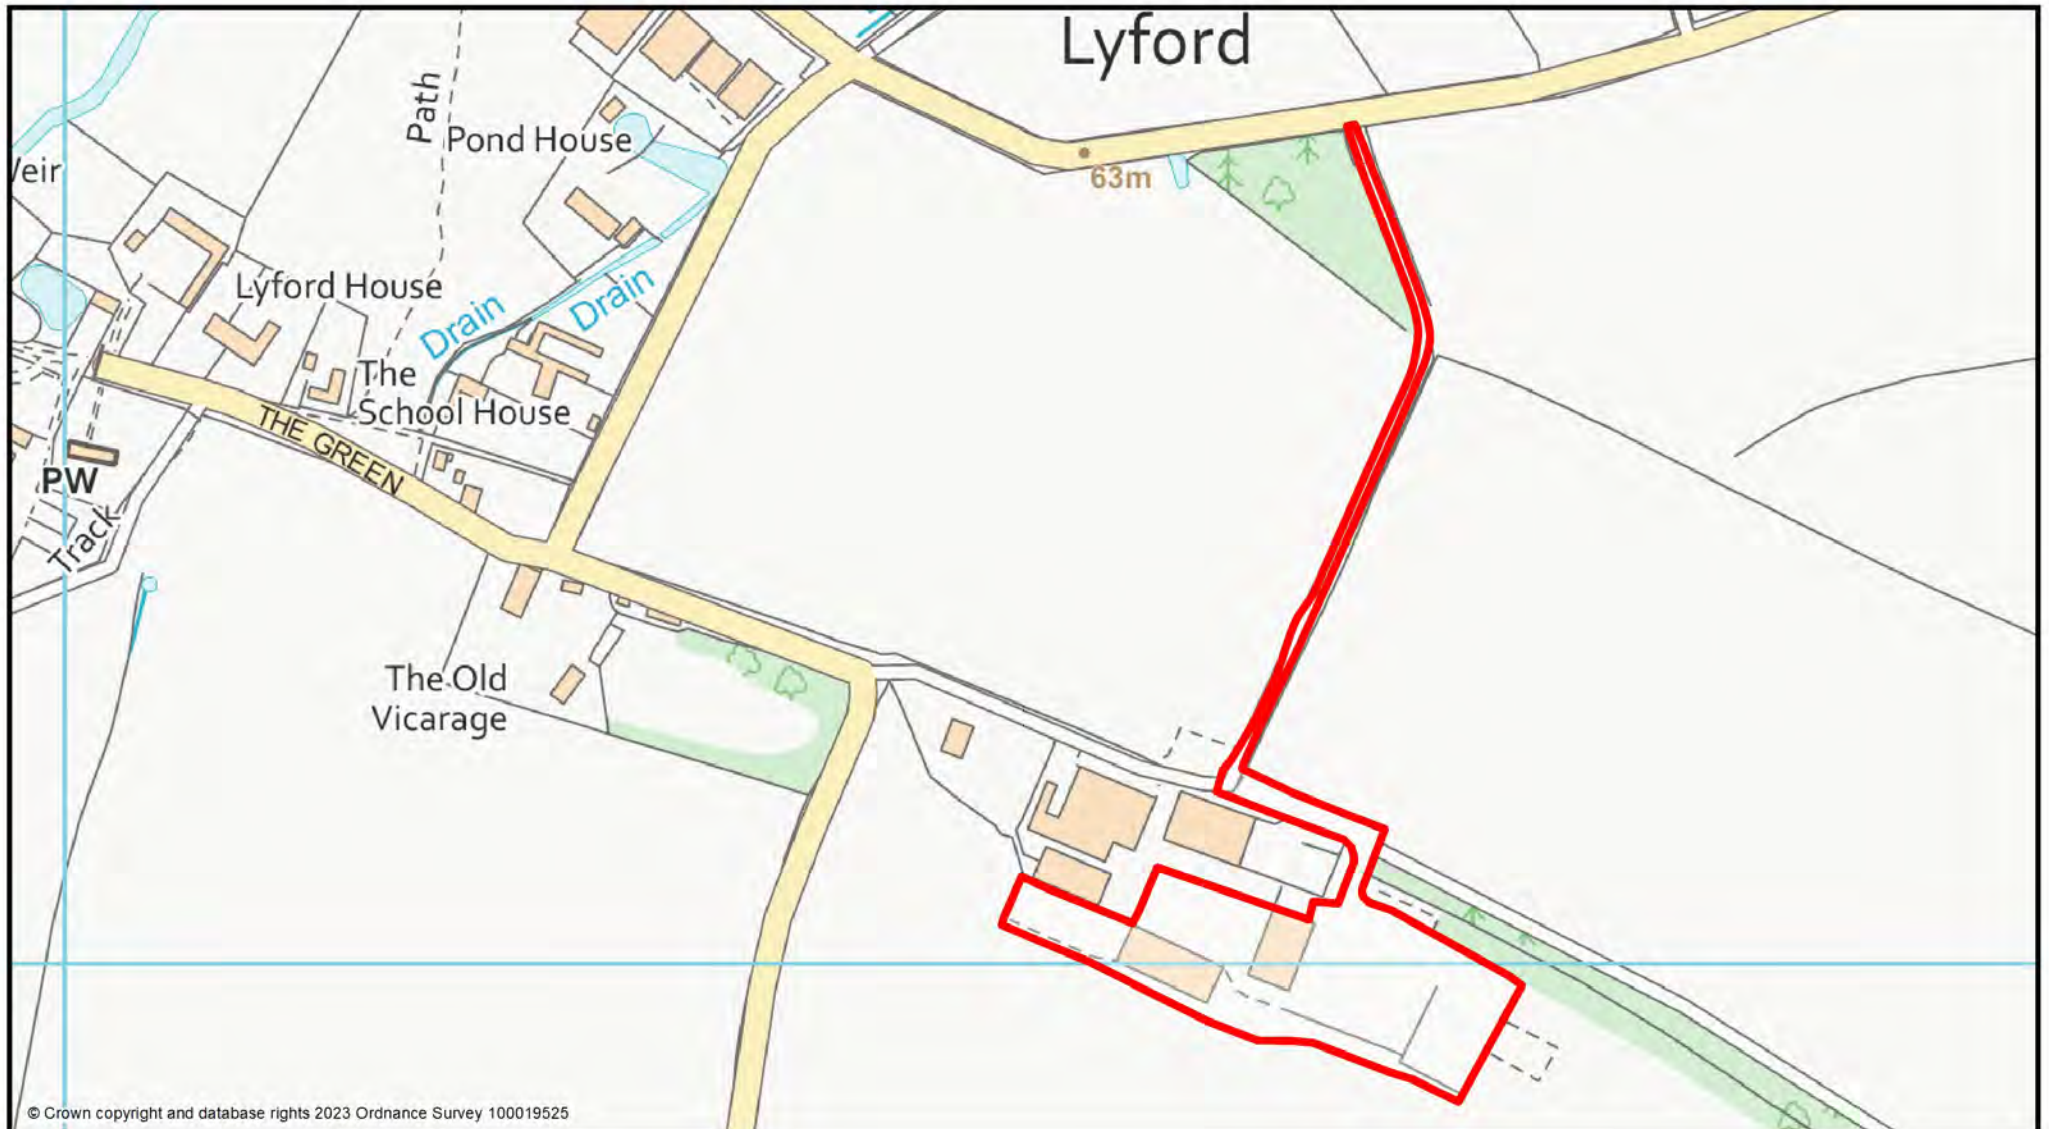 Lyford
Path
Pond House
63m
Lyford House
Drain
Drain
The
School House
THE GREEN
PW
Track
The Old
Vicarage
© Crown copyright and database rights 2023 Ordnance Survey 100019525